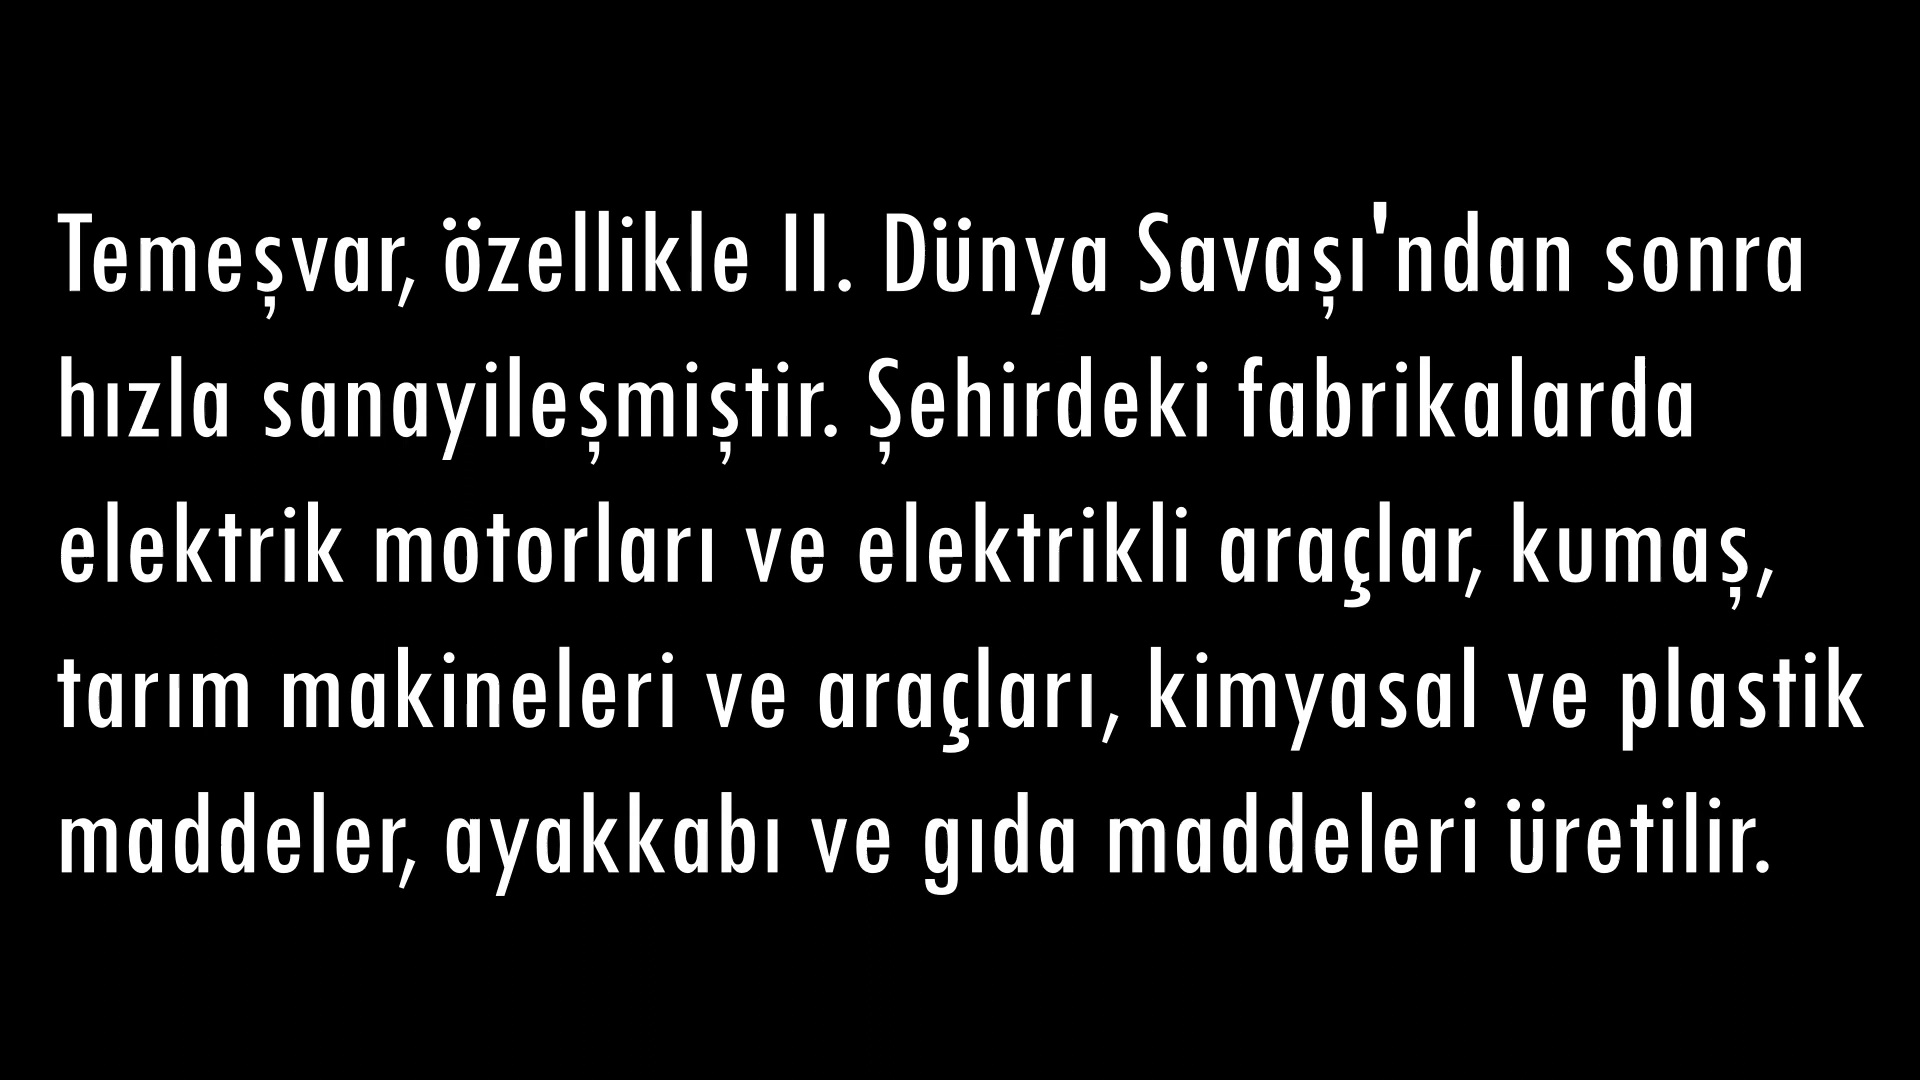 Temeşvar, özellikle II. Dünya Savaşı'ndan sonra
hızla sanayileşmiştir. Şehirdeki fabrikalarda
elektrik motorları ve elektrikli araçlar, kumaş,
tarım makineleri ve araçları, kimyasal ve plastik
maddeler, ayakkabı ve gıda maddeleri üretilir.